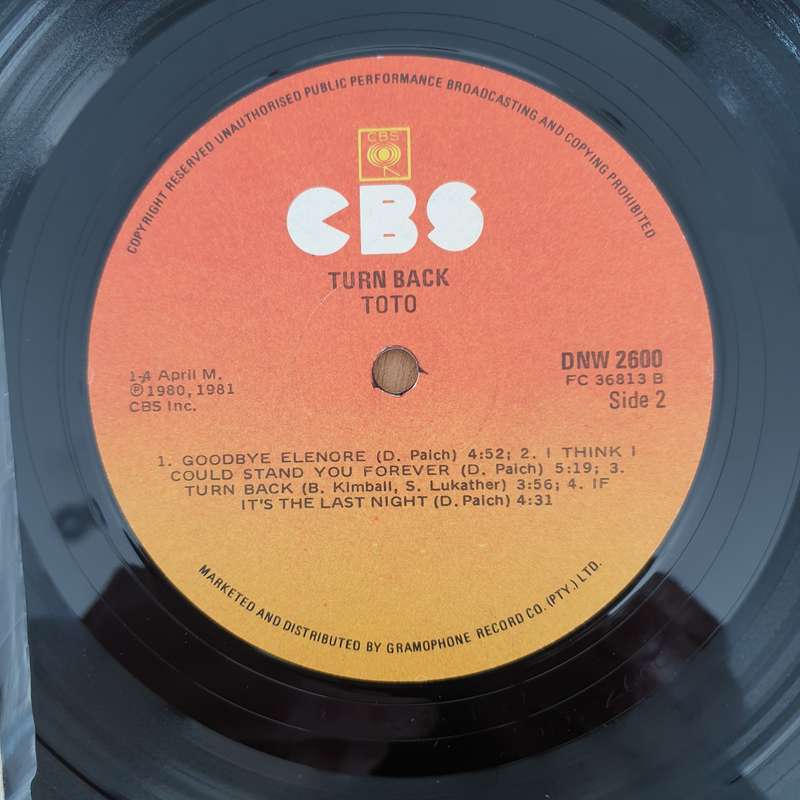 COPYRIGHT RESERVED UNAUTHORISED PUBLIC PERFORMANCE BROADCASTING AND COPYING PROHIBITED
CBS
CBS
TURN BACK
TOTO
1-4 April M.
℗ 1980, 1981
CBS Inc.
DNW 2600
FC 36813 B
Side 2
1. GOODBYE ELENORE (D. Paich) 4:52; 2. I THINK I
COULD STAND YOU FOREVER (D. Paich) 5:19; 3.
TURN BACK (B. Kimball, S. Lukather) 3:56; 4. IF
IT'S THE LAST NIGHT (D. Paich) 4:31
MARKETED AND DISTRIBUTED BY GRAMOPHONE RECORD CO. (PTY.) LTD.